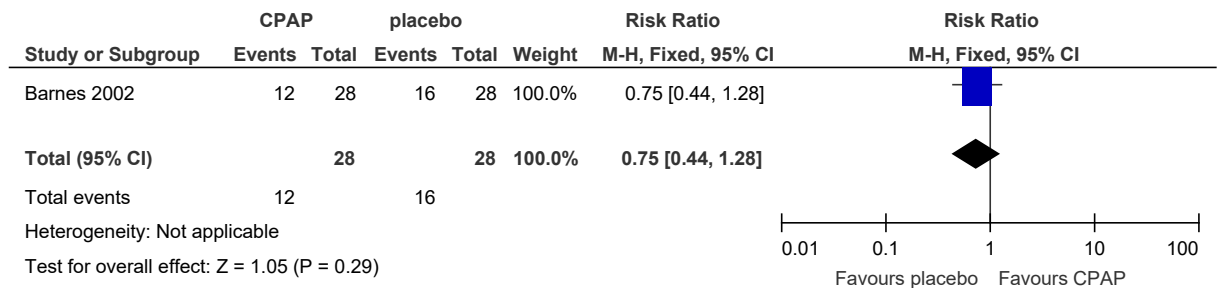 CPAP placebo Risk Ratio Risk Ratio
Study or Subgroup Events Total Events Total Weight M-H, Fixed, 95% CI M-H, Fixed, 95% CI
Barnes 2002 12 28 16 28 100.0% 0.75 [0.44, 1.28]
Total (95% CI) 28 28 100.0% 0.75 [0.44, 1.28]
Total events 12 16
Heterogeneity: Not applicable
Test for overall effect: Z = 1.05 (P = 0.29)
0.01 0.1 1 10 100
Favours placebo Favours CPAP